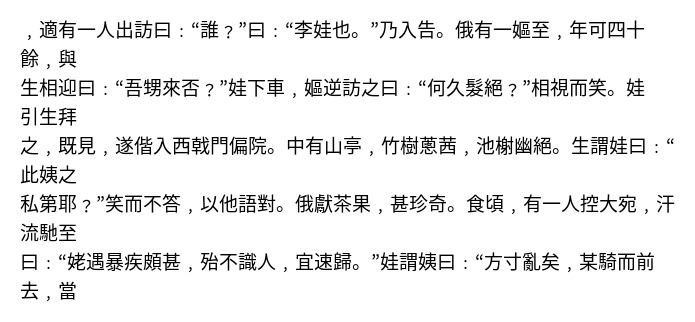 ，適有一人出訪曰：“誰？”曰：“李娃也。”乃入告。俄有一嫗至，年可四十
餘，與
生相迎曰：“吾甥來否？”娃下車，嫗逆訪之曰：“何久髮絕？”相視而笑。娃
引生拜
之，既見，遂偕入西戟門偏院。中有山亭，竹樹蔥茜，池榭幽絕。生謂娃曰：“
此姨之
私第耶？”笑而不答，以他語對。俄獻茶果，甚珍奇。食頃，有一人控大宛，汗
流馳至
曰：“姥遇暴疾頗甚，殆不識人，宜速歸。”娃謂姨曰：“方寸亂矣，某騎而前
去，當